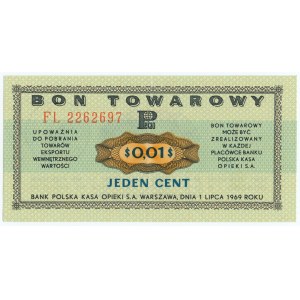 BON TOWAROWY
FL 2262697
P
UPOWAŻNIA
DO POBRANIA
TOWARÓW
EKSPORTU
WEWNĘTRZNEGO
WARTOŚCI
$0,01$
BON TOWAROWY
MOŻE BYĆ
ZREALIZOWANY
W KAŻDEJ
PLACÓWCE BANKU
POLSKA KASA
OPIEKI S.A.
JEDEN CENT
BANK POLSKA KASA OPIEKI S.A. WARSZAWA, DNIA 1 LIPCA 1969 ROKU